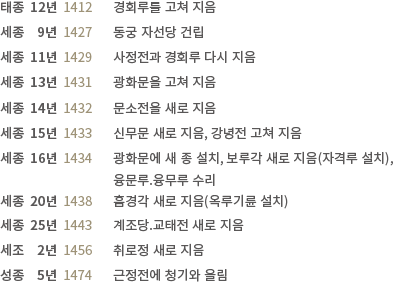 태종 12년 1412 경회루를 고쳐 지음
세종 9년 1427 동궁 자선당 건립
세종 11년 1429 사정전과 경회루 다시 지음
세종 13년 1431 광화문을 고쳐 지음
세종 14년 1432 문소전을 새로 지음
세종 15년 1433 신무문 새로 지음, 강녕전 고쳐 지음
세종 16년 1434 광화문에 새 종 설치, 보루각 새로 지음(자격루 설치),
융문루.융무루 수리
세종 20년 1438 흠경각 새로 지음(옥루기륜 설치)
세종 25년 1443 계조당.교태전 새로 지음
세조 2년 1456 취로정 새로 지음
성종 5년 1474 근정전에 청기와 올림